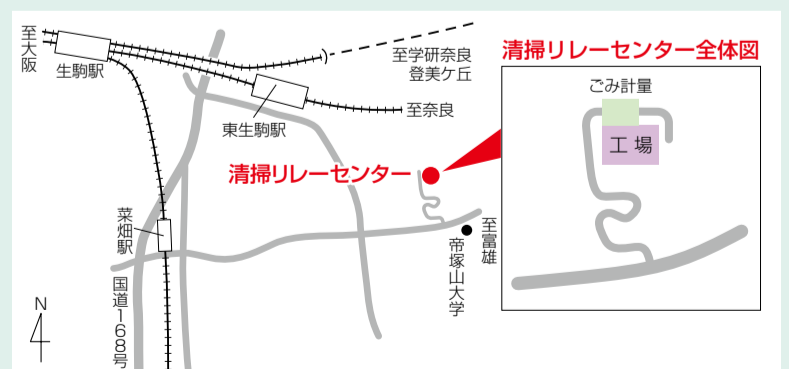 至大阪
生駒駅
至学研奈良
登美ケ丘
至奈良
東生駒駅
清掃リレーセンター
菜畑駅
国道168号
至富雄
帝塚山大学
N
清掃リレーセンター全体図
ごみ計量
工場